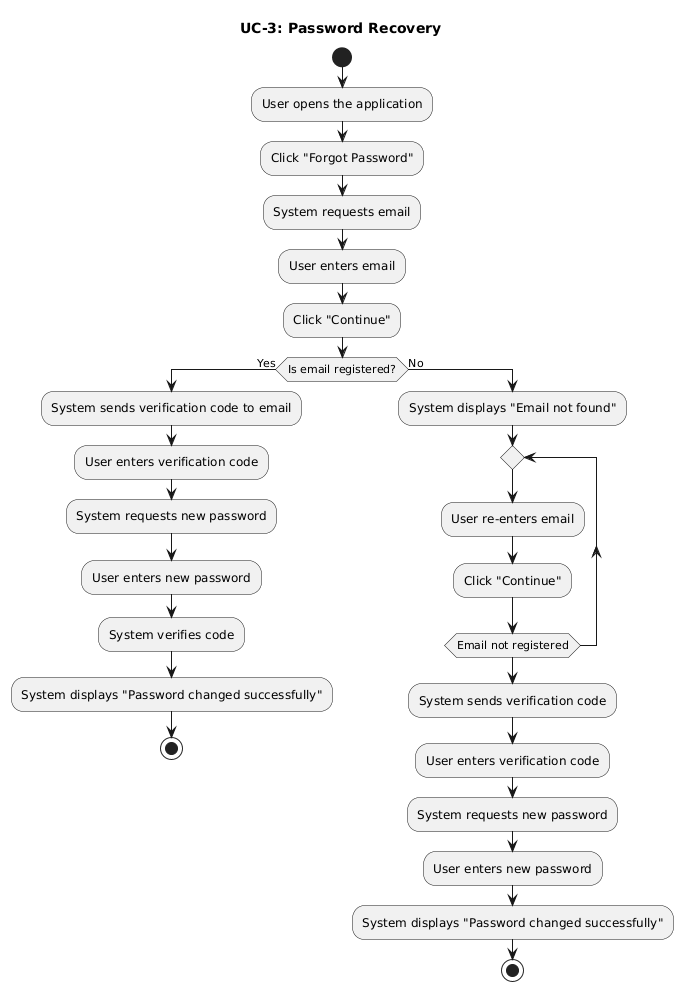 UC-3: Password Recovery
User opens the application
Click "Forgot Password"
System requests email
User enters email
Click "Continue"
Is email registered?
Yes
System sends verification code to email
User enters verification code
System requests new password
User enters new password
System verifies code
System displays "Password changed successfully"
No
System displays "Email not found"
User re-enters email
Click "Continue"
Email not registered
System sends verification code
User enters verification code
System requests new password
User enters new password
System displays "Password changed successfully"